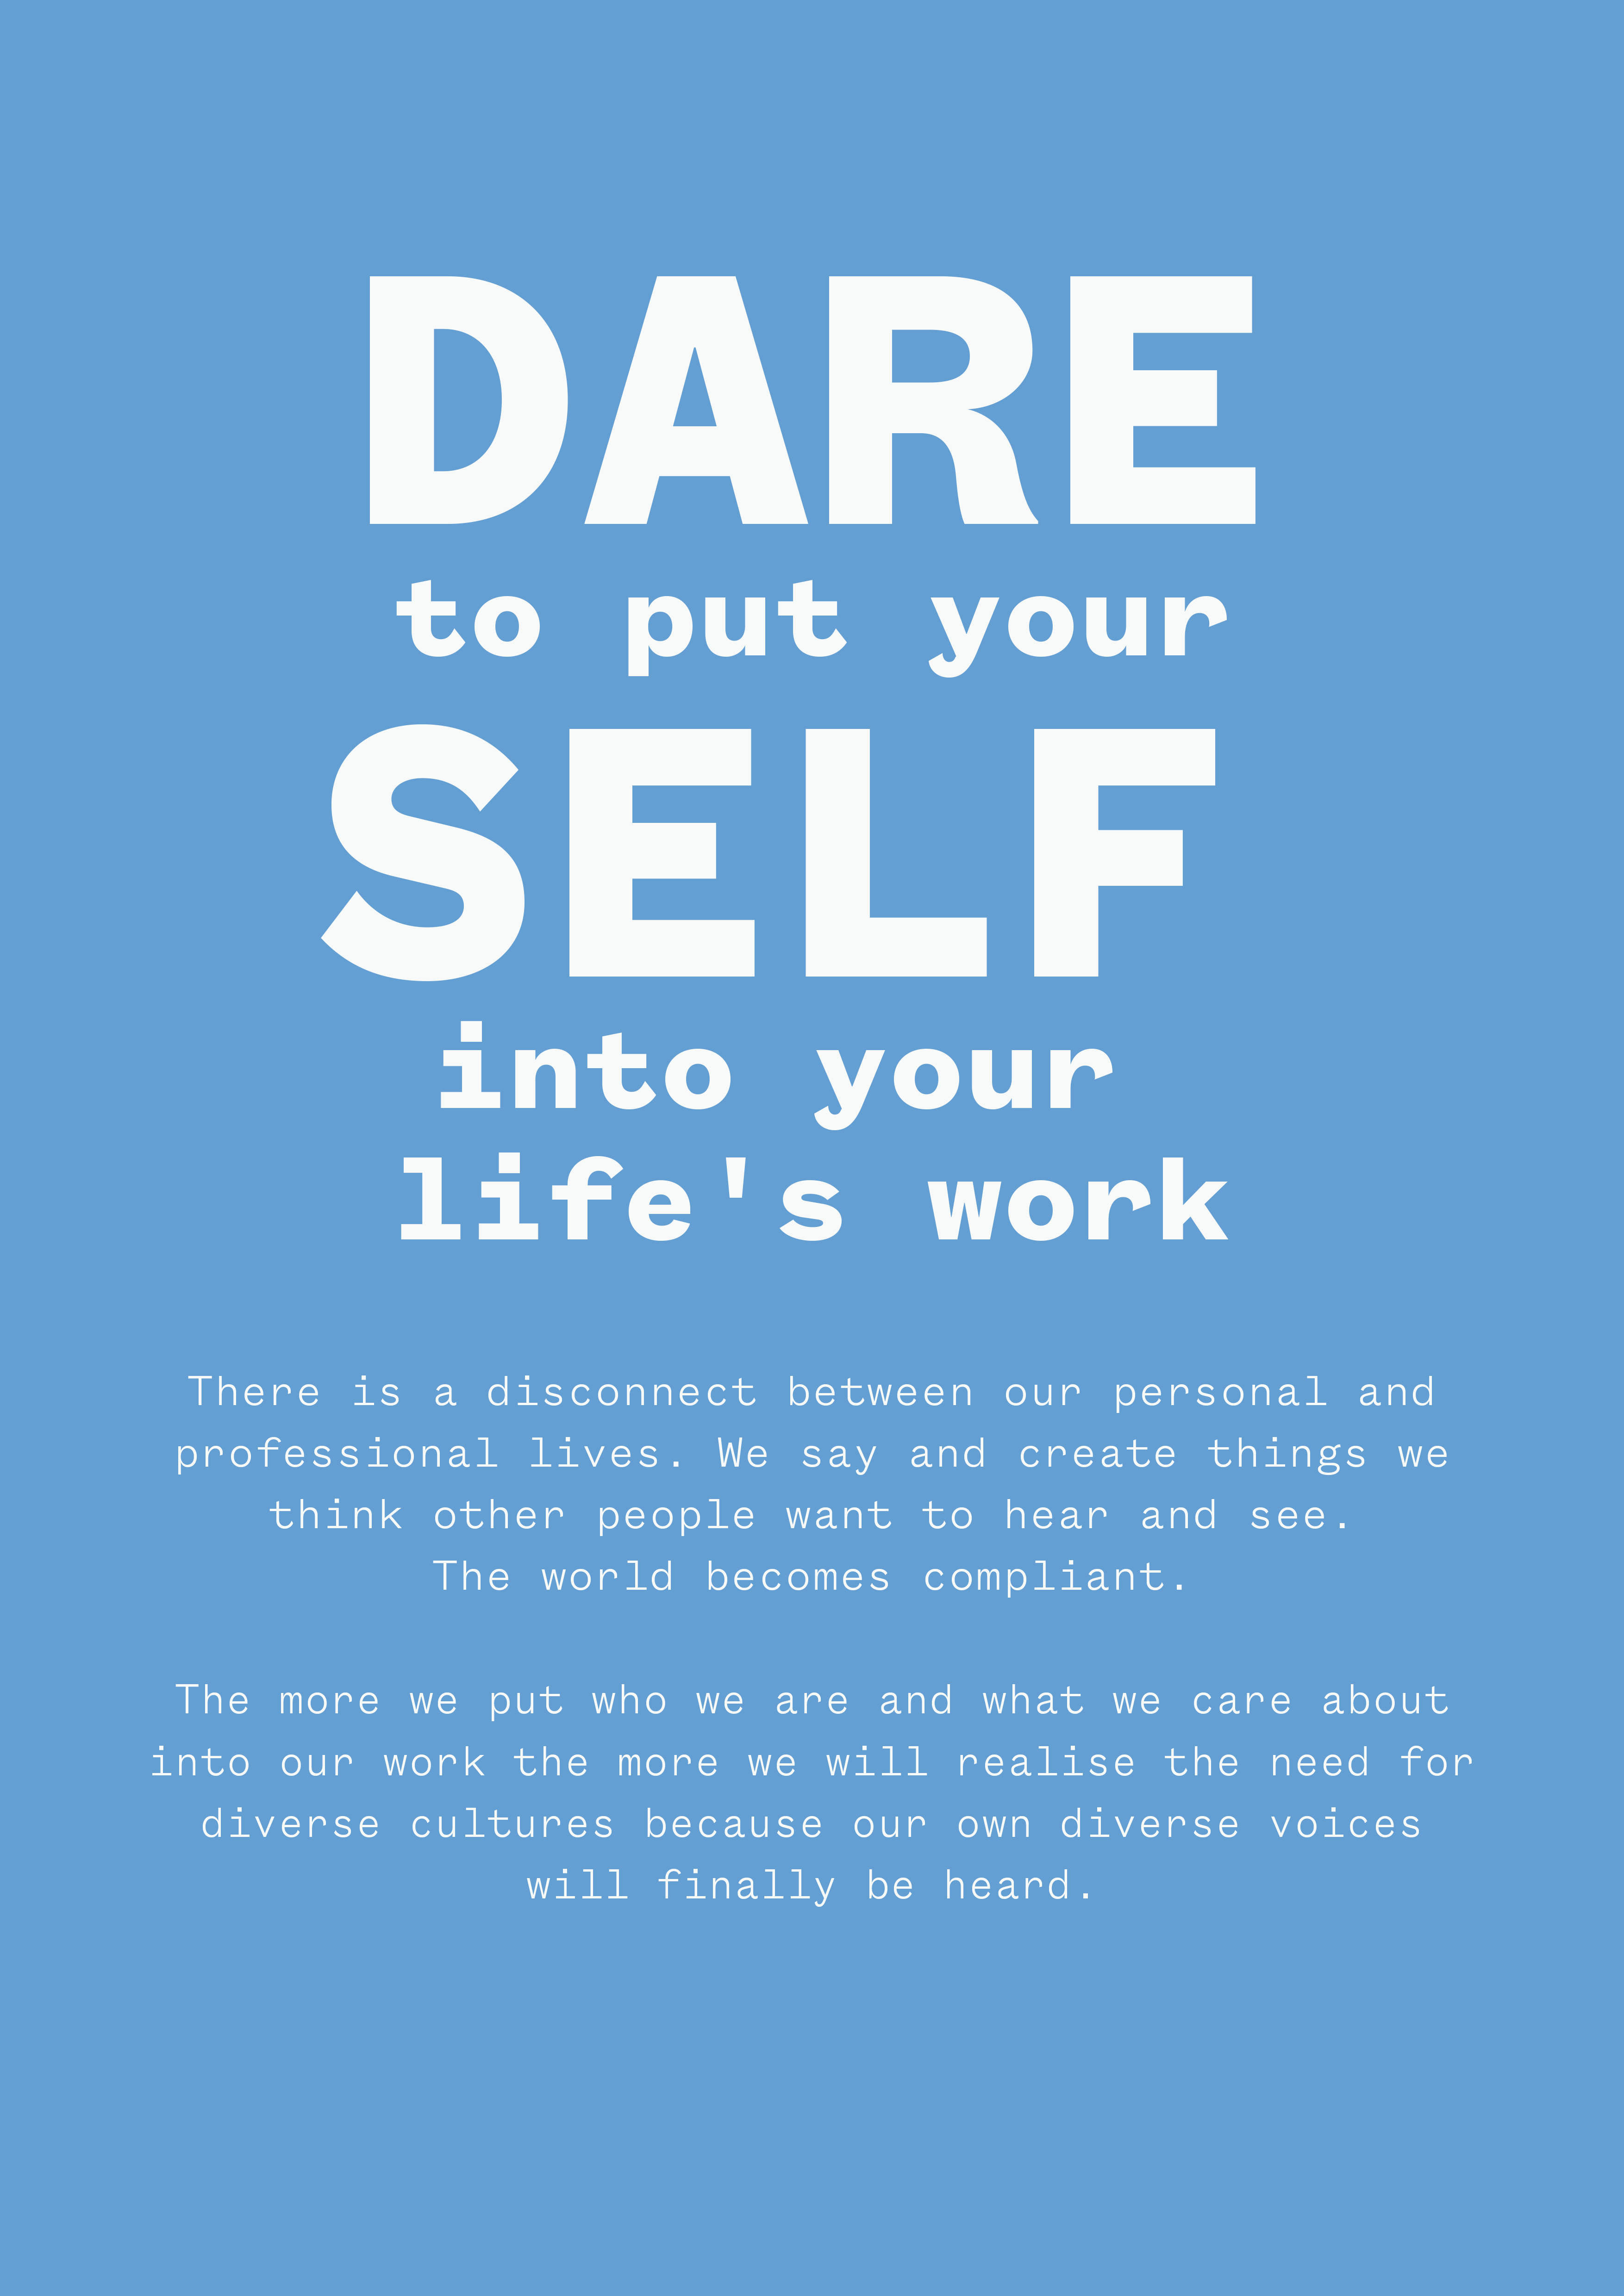 DARE
to put your
SELF
into your
life's work
There is a disconnect between our personal and
professional lives. We say and create things we
think other people want to hear and see.
The world becomes compliant.
The more we put who we are and what we care about
into our work the more we will realise the need for
diverse cultures because our own diverse voices
will finally be heard.